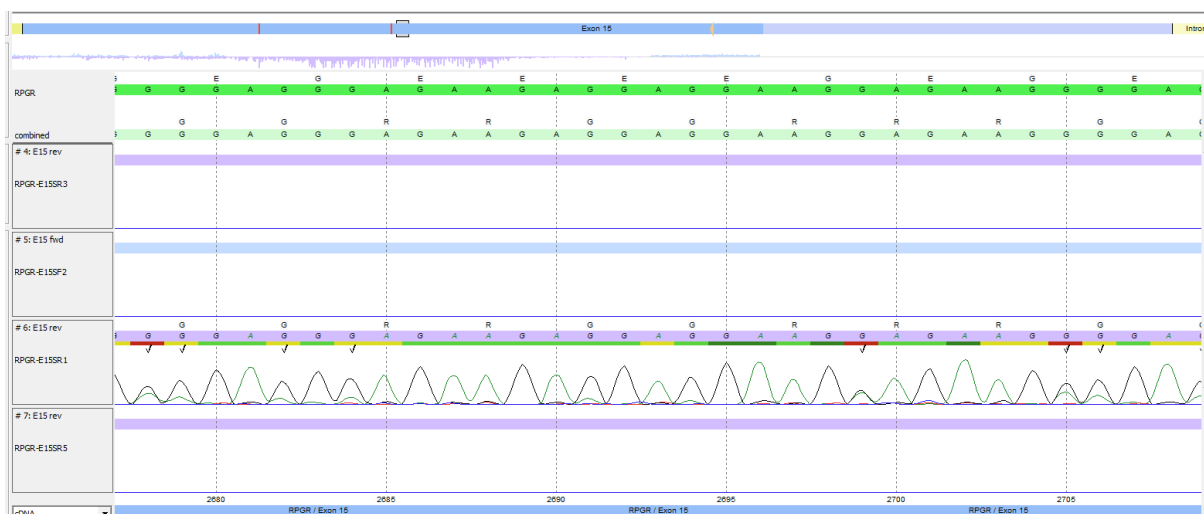 Exon 15
Intron
E G E E E E G E G E
RPGR
G G G A G G G A G A A G A G G A G G A A G G A G A A G G G G A
G G R R G G R R R G
combined
G G G A G G G A G A A G A G G A G G A A G G A G A A G G G G A
# 4: E15 rev
RPGR-E15SR3
# 5: E15 fwd
RPGR-E15SF2
# 6: E15 rev
G G R R G G R R R G
G G G A G G G A G A A G A G G A G G A A G G A G A A G G G G A
RPGR-E15SR1
# 7: E15 rev
RPGR-E15SR5
2680 2685 2690 2695 2700 2705
cDNA
RPGR / Exon 15 RPGR / Exon 15 RPGR / Exon 15